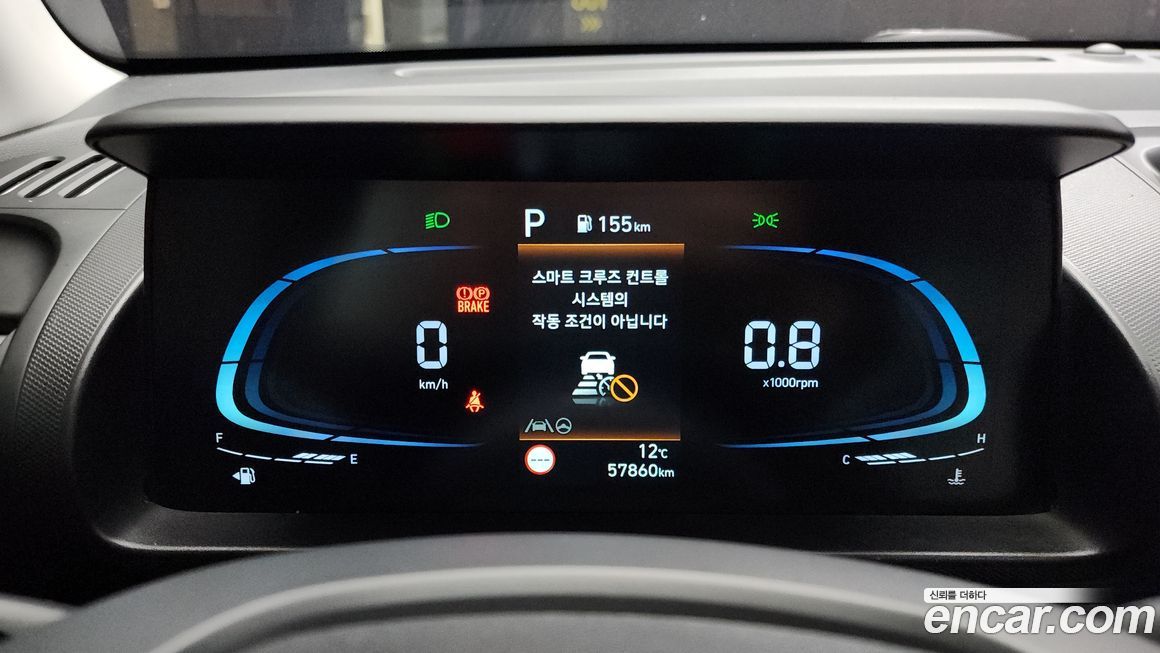 OUT
>>>
P 155km
스마트 크루즈 컨트롤
시스템의
작동 조건이 아닙니다
BRAKE
0
km/h
0.8
x1000rpm
F
E
---
12℃
57860km
C
H
신뢰를 더하다
encar.com